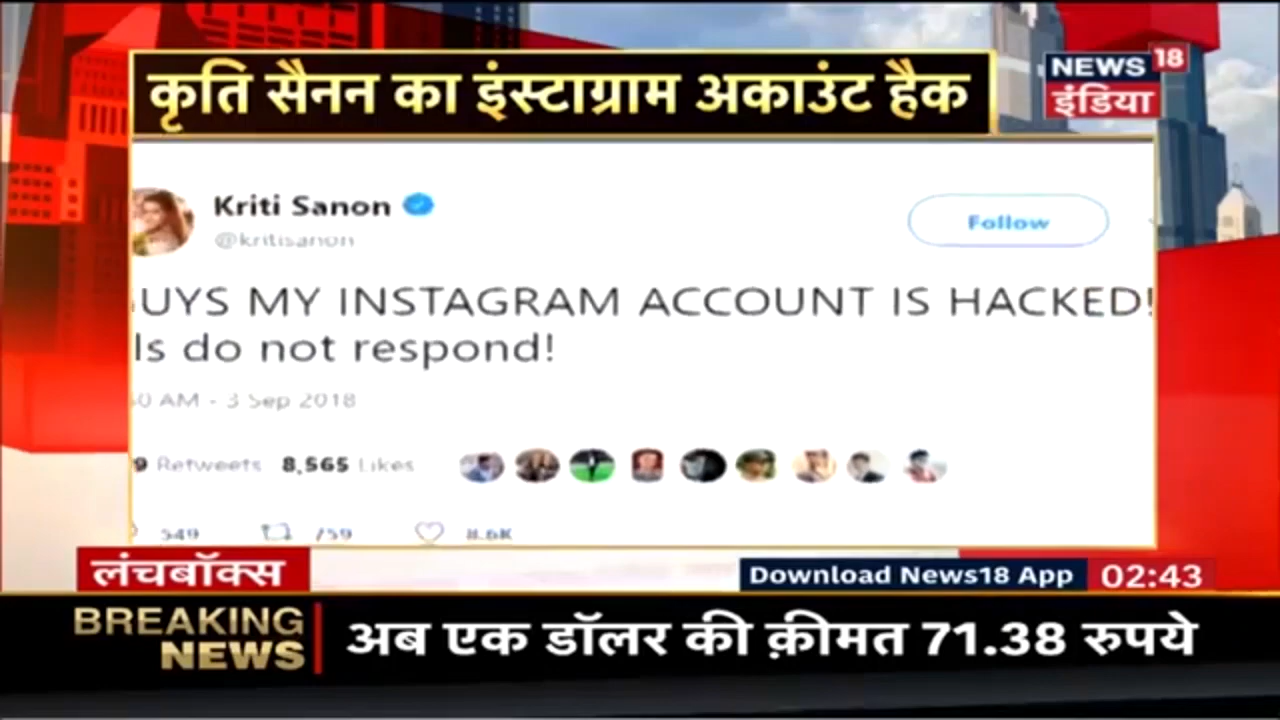 कृति सैनन का इंस्टाग्राम अकाउंट हैक
NEWS 18
इंडिया
Kriti Sanon
@kritisanon
Follow
UYS MY INSTAGRAM ACCOUNT IS HACKED!
ls do not respond!
0 AM - 3 Sep 2018
9 Retweets 8,565 Likes
549 759 8.6K
लंचबॉक्स
Download News18 App 02:43
BREAKING NEWS
अब एक डॉलर की क़ीमत 71.38 रुपये